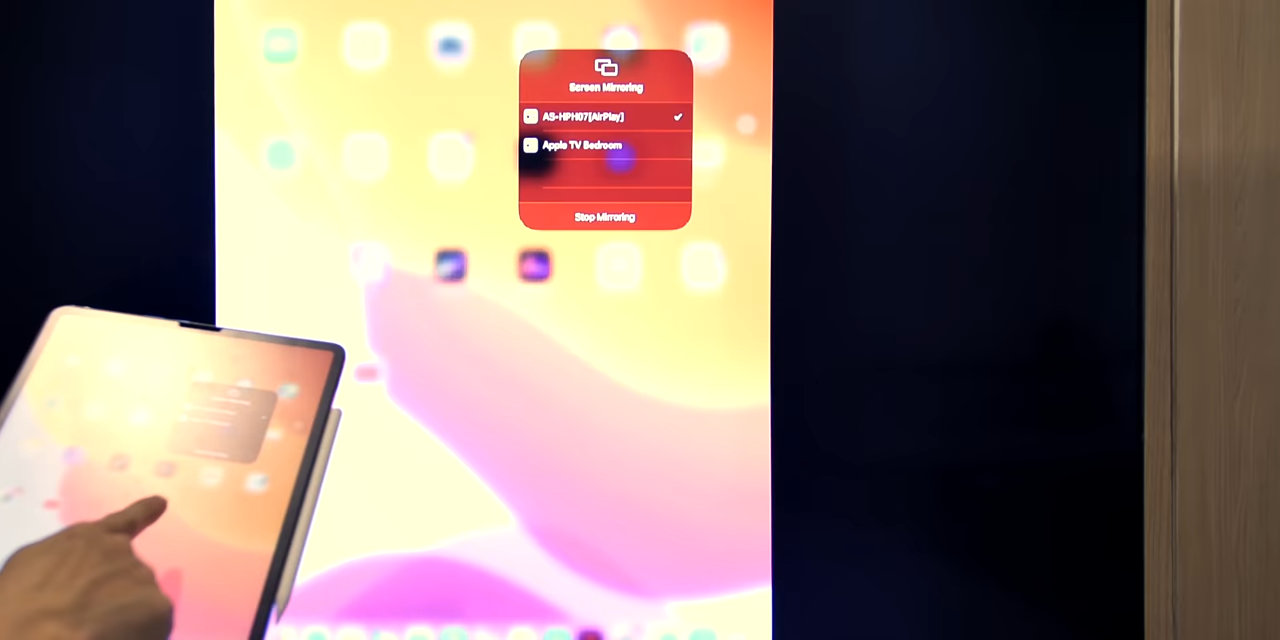 Screen Mirroring
AS-HPH07[AirPlay]
Apple TV Bedroom
Stop Mirroring